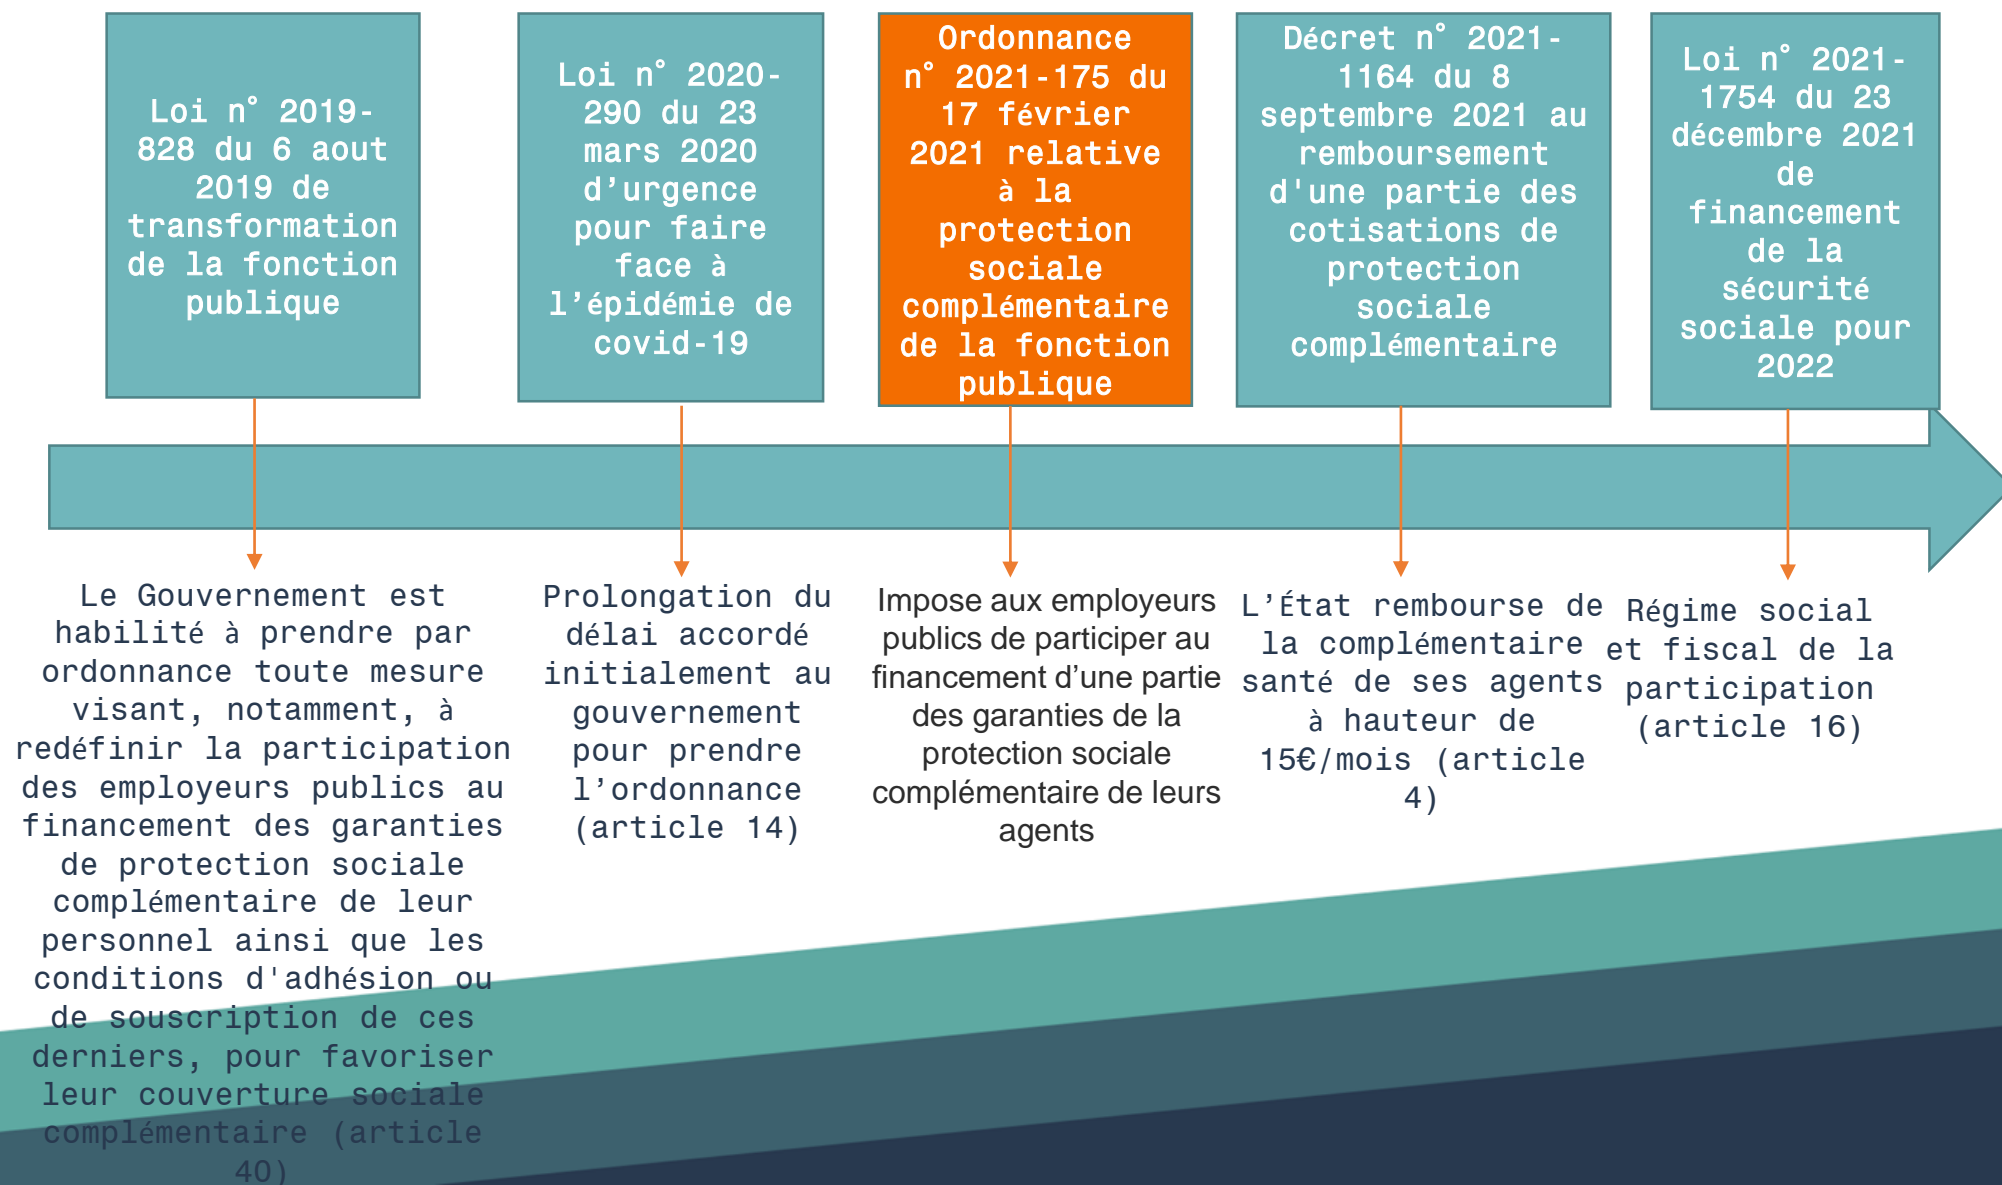 Loi n° 2019-
828 du 6 aout
2019 de
transformation
de la fonction
publique
Loi n° 2020-
290 du 23
mars 2020
d’urgence
pour faire
face à
l’épidémie de
covid-19
Ordonnance
n° 2021-175 du
17 février
2021 relative
à la
protection
sociale
complémentaire
de la fonction
publique
Décret n° 2021-
1164 du 8
septembre 2021 au
remboursement
d'une partie des
cotisations de
protection
sociale
complémentaire
Loi n° 2021-
1754 du 23
décembre 2021
de
financement
de la
sécurité
sociale pour
2022
Le Gouvernement est
habilité à prendre par
ordonnance toute mesure
visant, notamment, à
redéfinir la participation
des employeurs publics au
financement des garanties
de protection sociale
complémentaire de leur
personnel ainsi que les
conditions d'adhésion ou
de souscription de ces
derniers, pour favoriser
leur couverture sociale
complémentaire (article
40)
Prolongation du
délai accordé
initialement au
gouvernement
pour prendre
l’ordonnance
(article 14)
Impose aux employeurs
publics de participer au
financement d’une partie
des garanties de la
protection sociale
complémentaire de leurs
agents
L’État rembourse de
la complémentaire
santé de ses agents
à hauteur de
15€/mois (article
4)
Régime social
et fiscal de la
participation
(article 16)